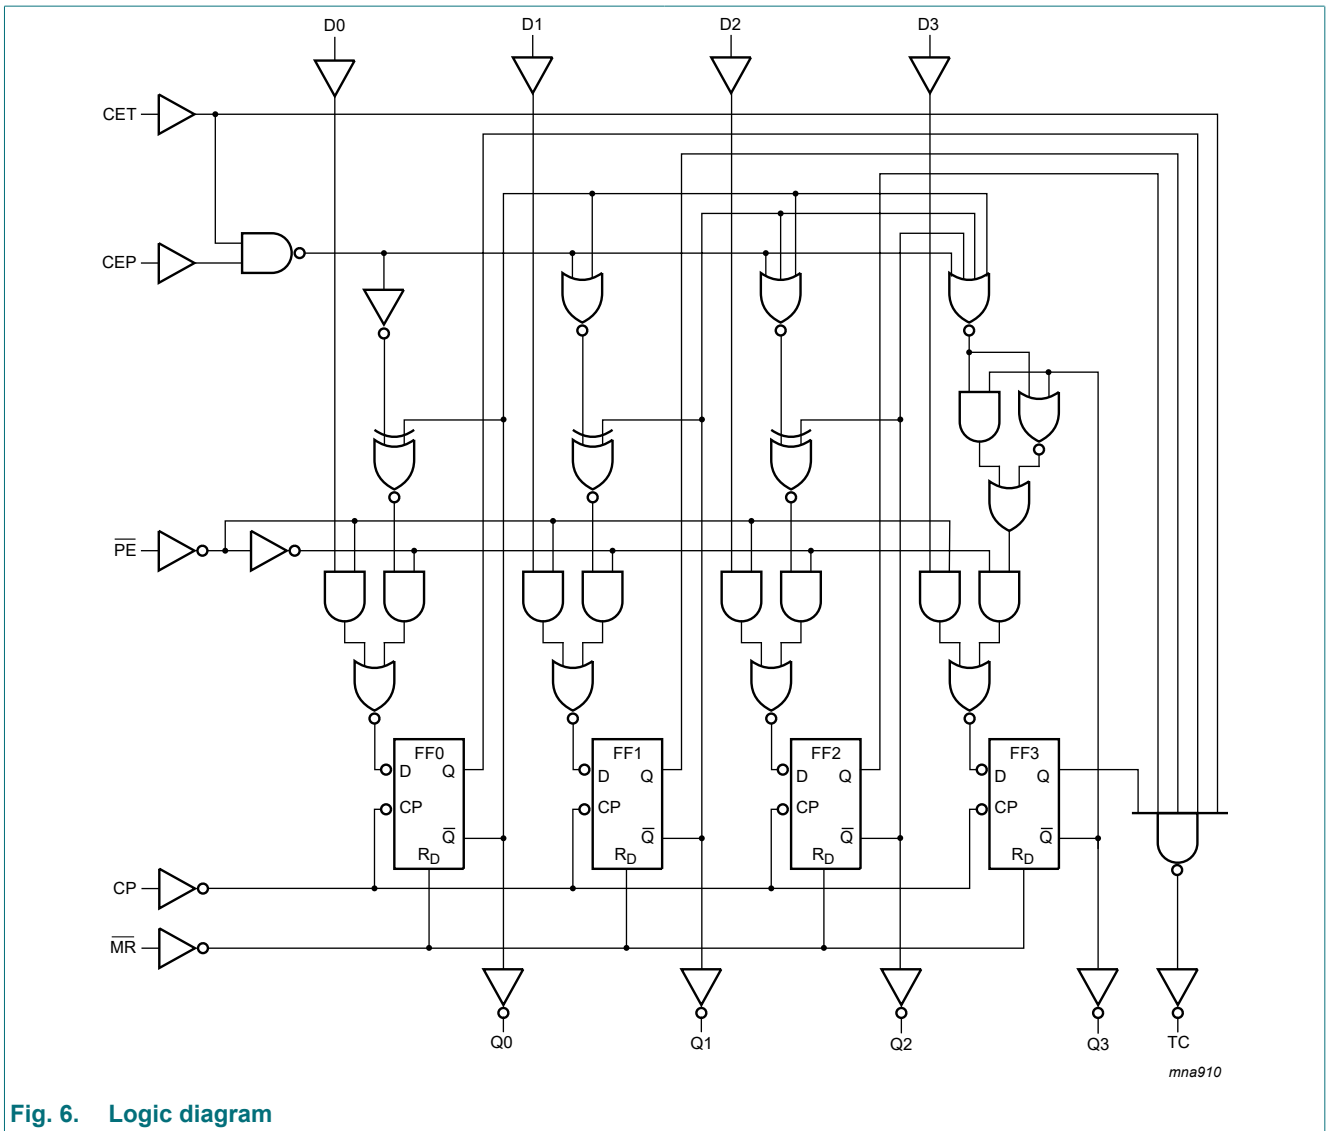 D0 D1 D2 D3
CET
CEP
PE
FF0 FF1 FF2 FF3
D Q D Q D Q D Q
CP CP CP CP
Q Q Q Q
RD RD RD RD
CP
MR
Q0 Q1 Q2 Q3 TC
mna910
Fig. 6. Logic diagram